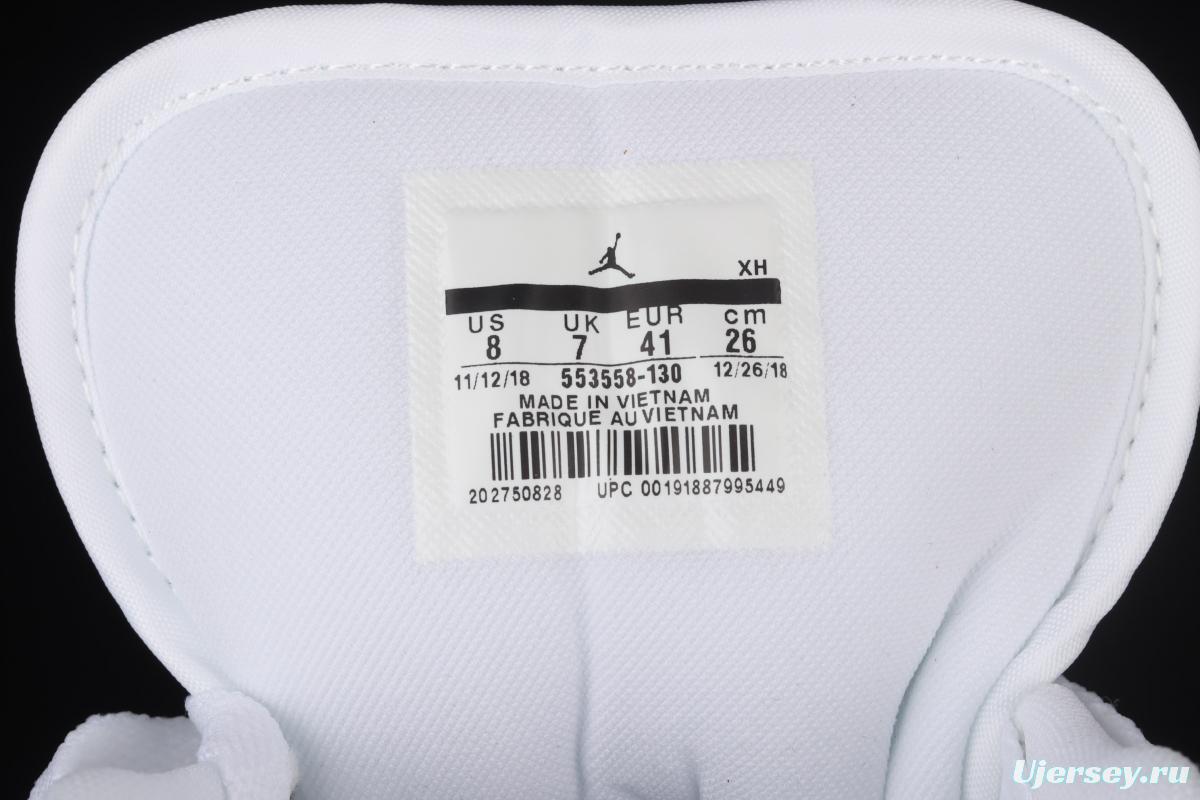 XH
US UK EUR cm
8 7 41 26
11/12/18 553558-130 12/26/18
MADE IN VIETNAM
FABRIQUE AU VIETNAM
202750828 UPC 00191887995449
Ujersey.ru